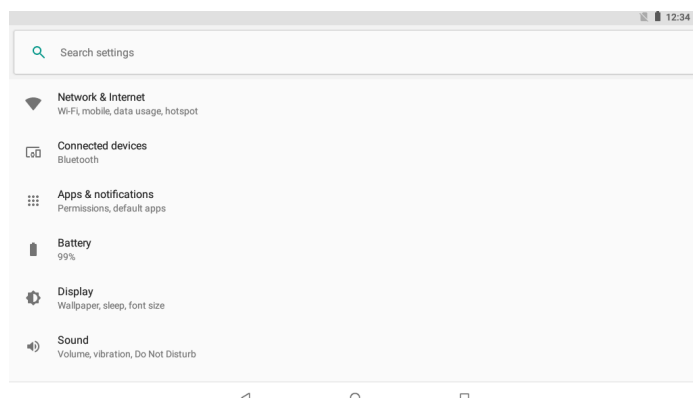 12:34
Search settings
Network & Internet
Wi-Fi, mobile, data usage, hotspot
Connected devices
Bluetooth
Apps & notifications
Permissions, default apps
Battery
99%
Display
Wallpaper, sleep, font size
Sound
Volume, vibration, Do Not Disturb